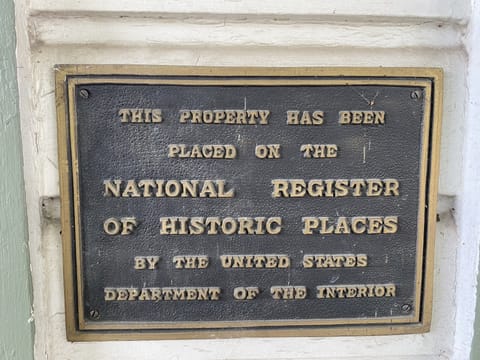 THIS PROPERTY HAS BEEN
PLACED ON THE
NATIONAL REGISTER
OF HISTORIC PLACES
BY THE UNITED STATES
DEPARTMENT OF THE INTERIOR